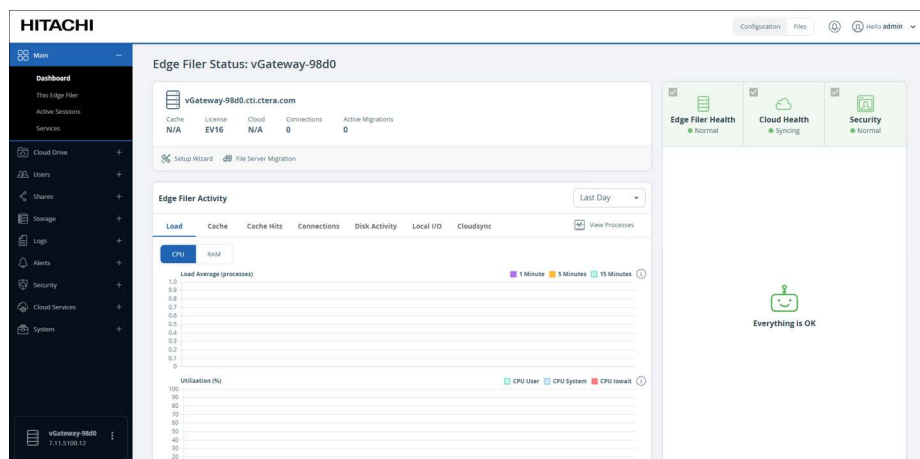 HITACHI
Configuration Files Hello admin
Main
Dashboard
This Edge Filer
Active Sessions
Services
Cloud Drive
Users
Shares
Storage
Logs
Alerts
Security
Cloud Services
System
vGateway-98d0
7.11.5100.12
Edge Filer Status: vGateway-98d0
vGateway-98d0.cti.ctera.com
Cache License Cloud Connections Active Migrations
N/A EV16 N/A 0 0
Setup Wizard File Server Migration
Edge Filer Activity Last Day
Load Cache Cache Hits Connections Disk Activity Local I/O Cloudsync View Processes
CPU RAM
Load Average (processes) 1 Minute 5 Minutes 15 Minutes
1.0
0.9
0.8
0.7
0.6
0.5
0.4
0.3
0.2
0.1
0
Utilization (%) CPU User CPU System CPU Iowait
100
90
80
70
60
50
40
30
20
Edge Filer Health Cloud Health Security
Normal Syncing Normal
Everything is OK